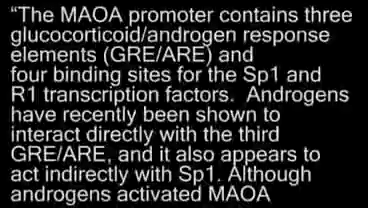 “The MAOA promoter contains three
glucocorticoid/androgen response
elements (GRE/ARE) and
four binding sites for the Sp1 and
R1 transcription factors.  Androgens
have recently been shown to
interact directly with the third
GRE/ARE, and it also appears to
act indirectly with Sp1. Although
androgens activated MAOA